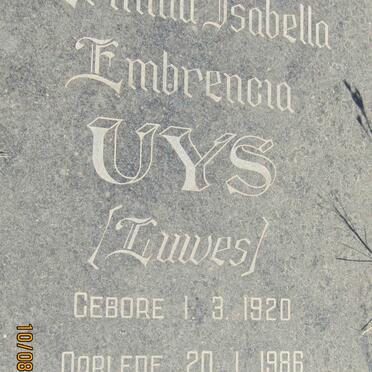 Isabella
Embrencia
UYS
[Luwes]
GEBORE 1. 3. 1920
OORLEDE 20. 1. 1986
10/08